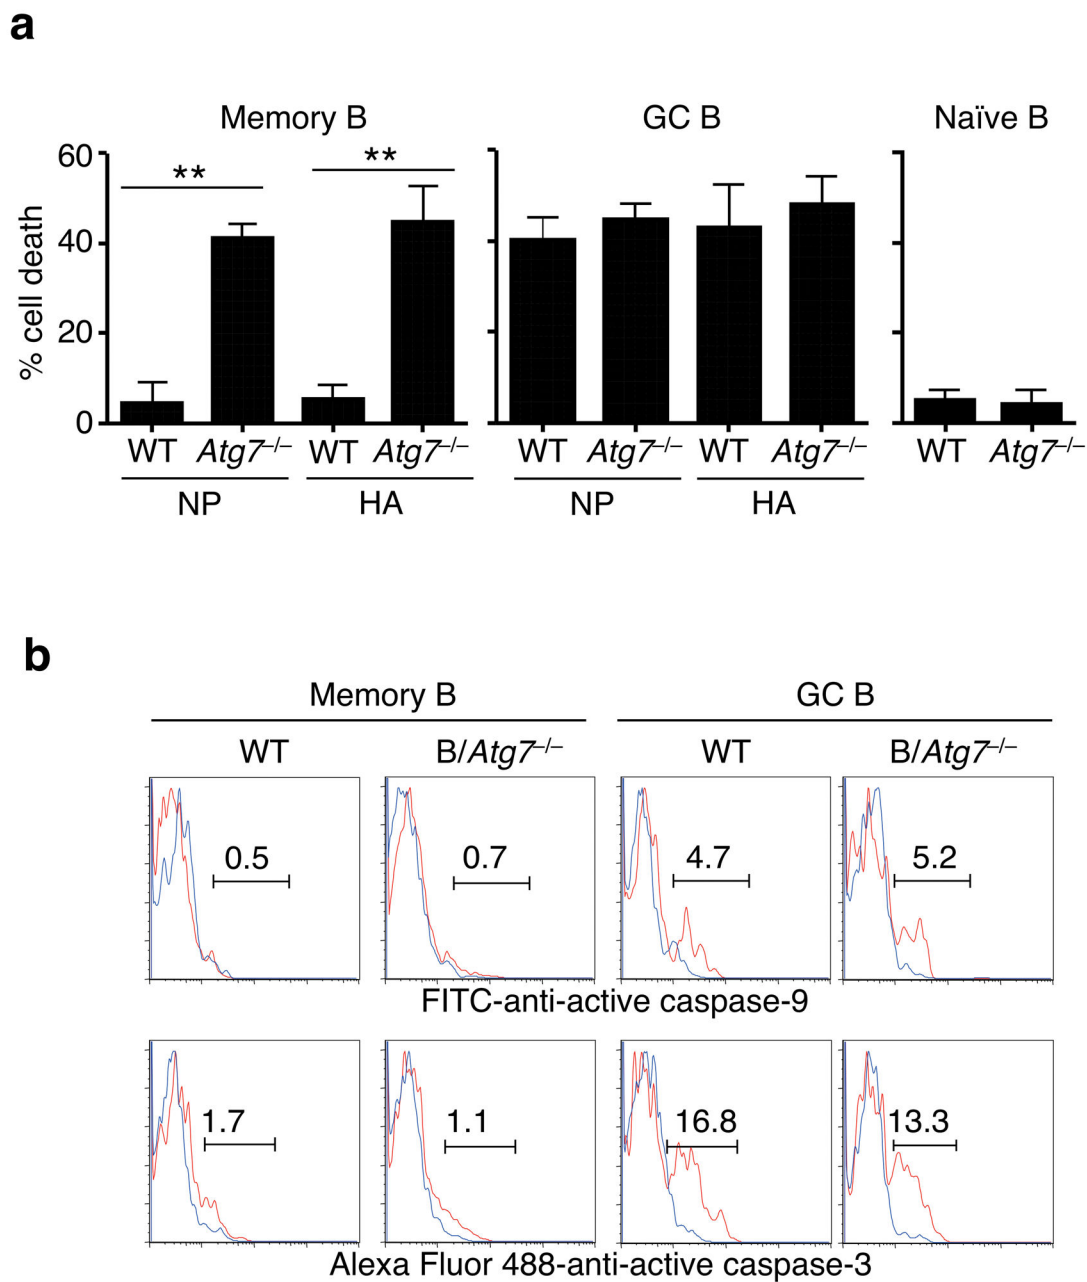 a
Memory B
GC B
Naïve B
% cell death
60
40
20
0
**
**
WT Atg7–/– WT Atg7–/–
WT Atg7–/– WT Atg7–/–
WT Atg7–/–
NP HA
NP HA
b
Memory B
GC B
WT
B/Atg7–/–
WT
B/Atg7–/–
0.5
0.7
4.7
5.2
FITC-anti-active caspase-9
1.7
1.1
16.8
13.3
Alexa Fluor 488-anti-active caspase-3